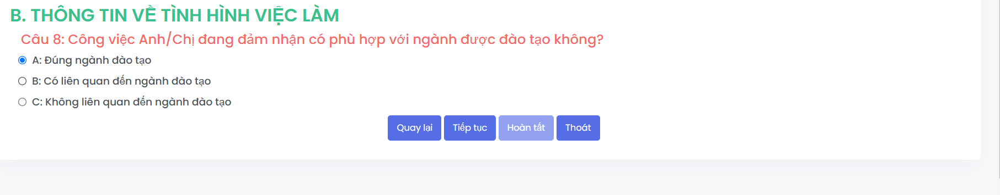 B. THÔNG TIN VỀ TÌNH HÌNH VIỆC LÀM
Câu 8: Công việc Anh/Chị đang đảm nhận có phù hợp với ngành được đào tạo không?
A: Đúng ngành đào tạo
B: Có liên quan đến ngành đào tạo
C: Không liên quan đến ngành đào tạo
Quay lại Tiếp tục Hoàn tất Thoát